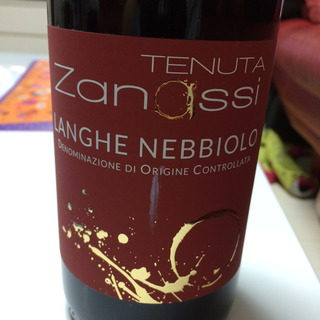 TENUTA
Zanassi
LANGHE NEBBIOLO
DENOMINAZIONE DI ORIGINE CONTROLLATA